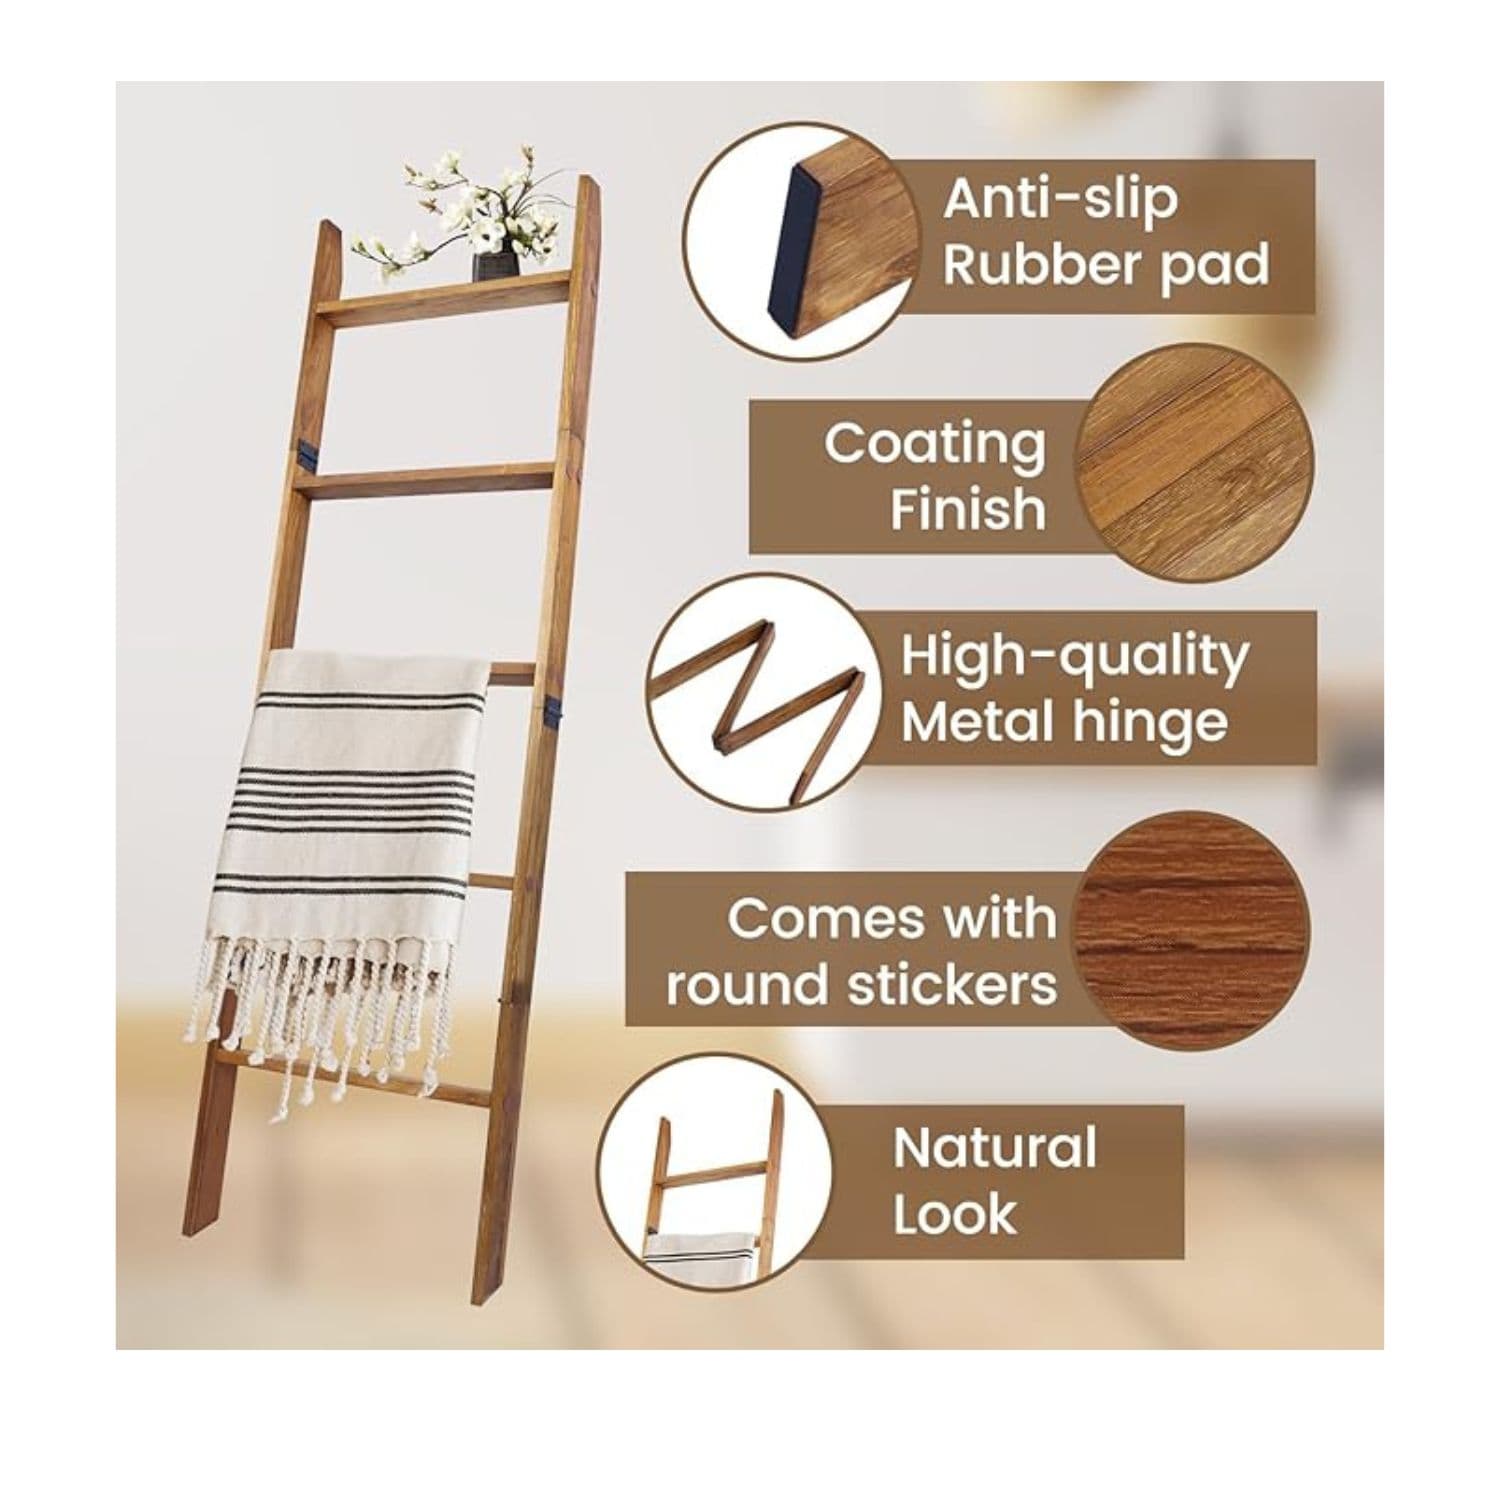 Anti-slip
Rubber pad
Coating
Finish
High-quality
Metal hinge
Comes with
round stickers
Natural
Look